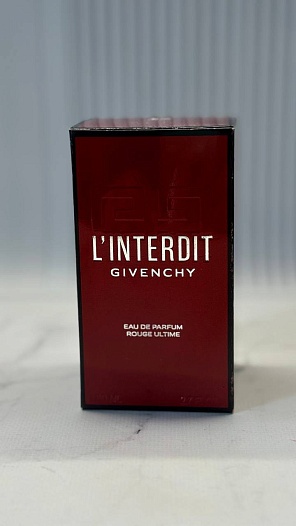 L'INTERDIT
GIVENCHY
EAU DE PARFUM
ROUGE ULTIME